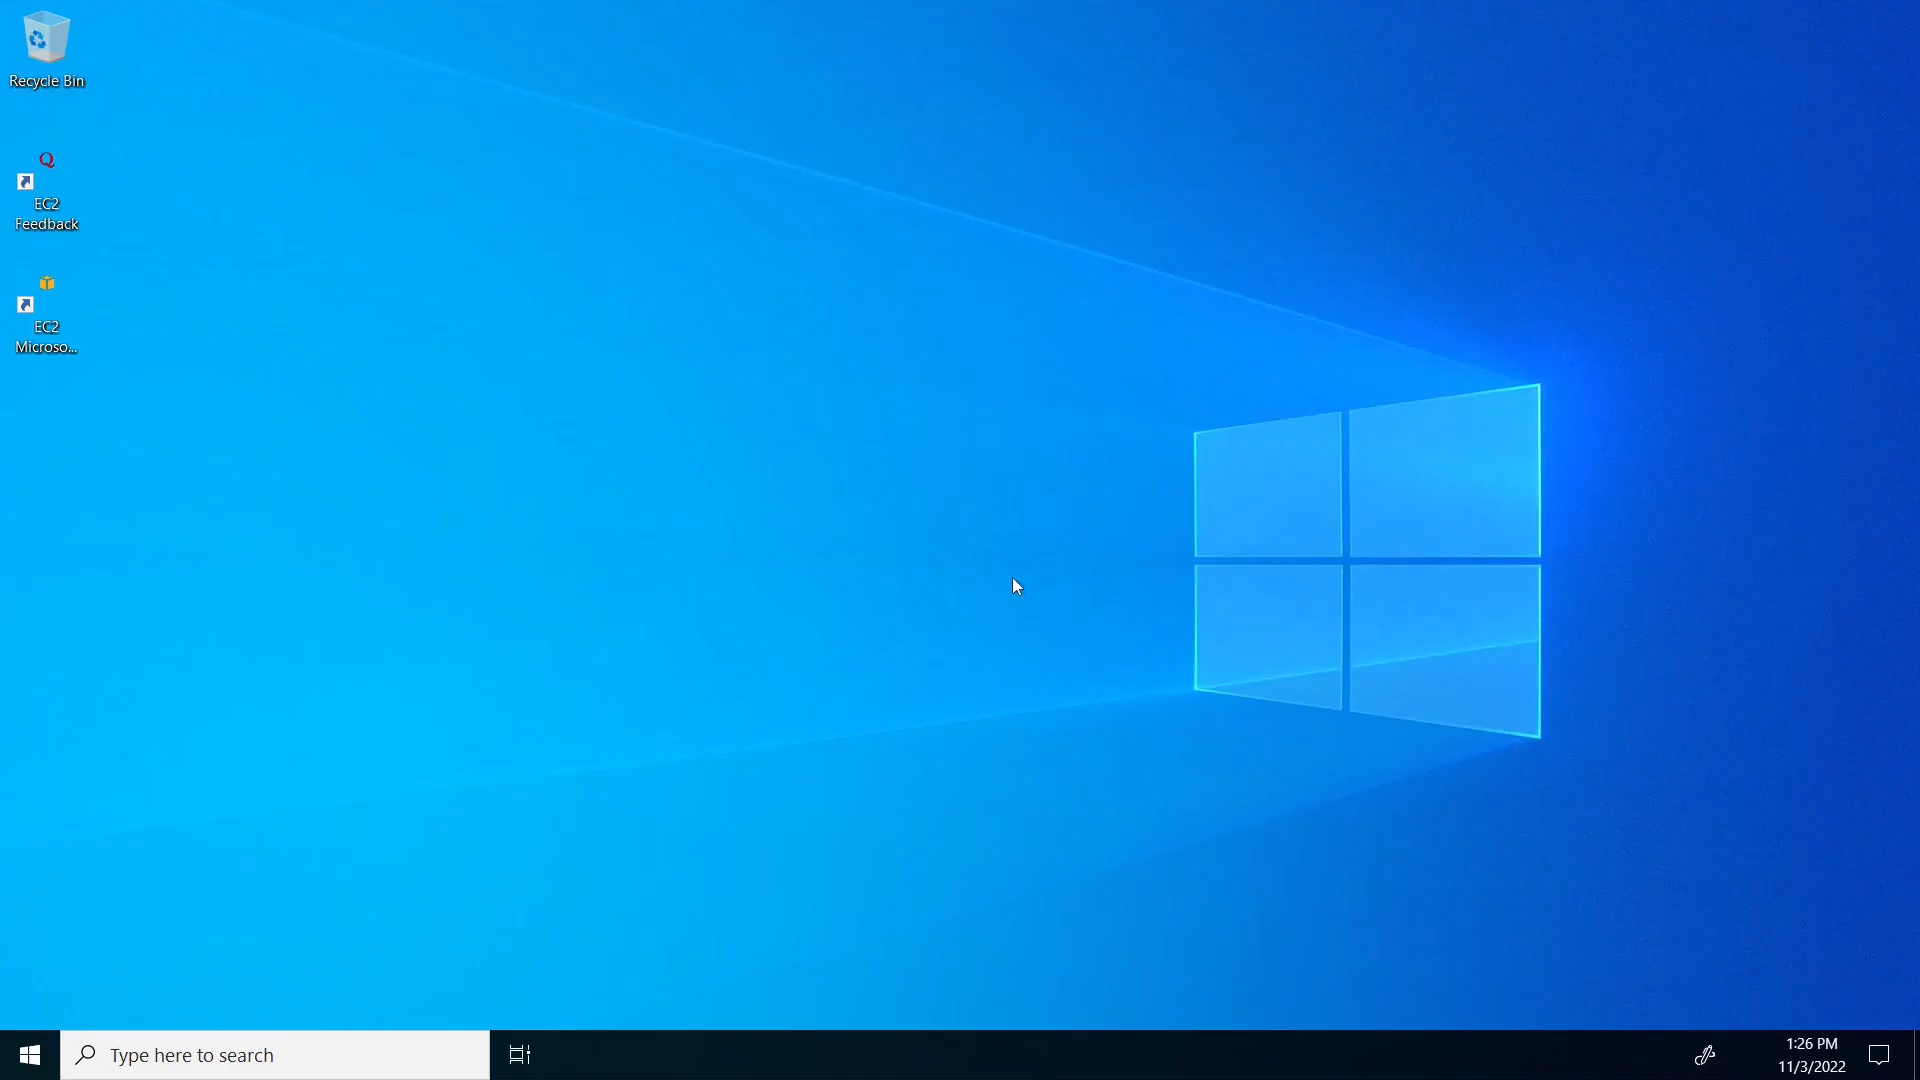 Recycle Bin
Q
EC2
Feedback
EC2
Microso...
Type here to search
1:26 PM
11/3/2022